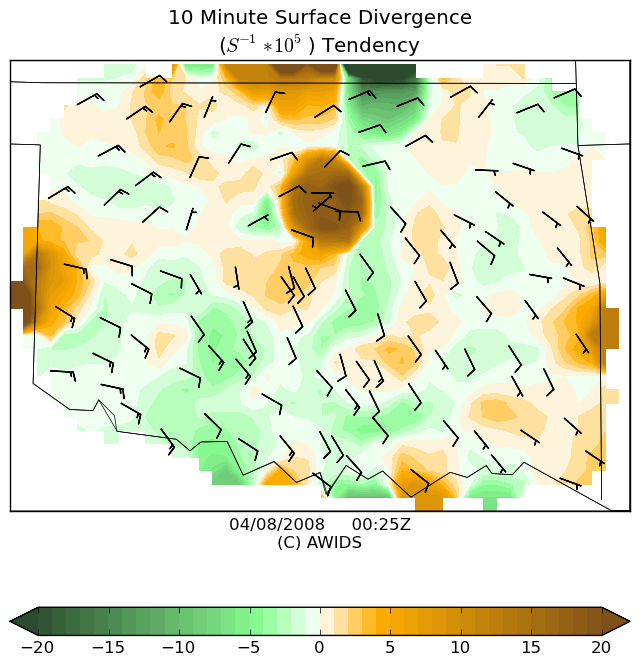 10 Minute Surface Divergence
(S⁻¹ * 10⁵ ) Tendency
04/08/2008 00:25Z
(C) AWIDS
−20 −15 −10 −5 0 5 10 15 20